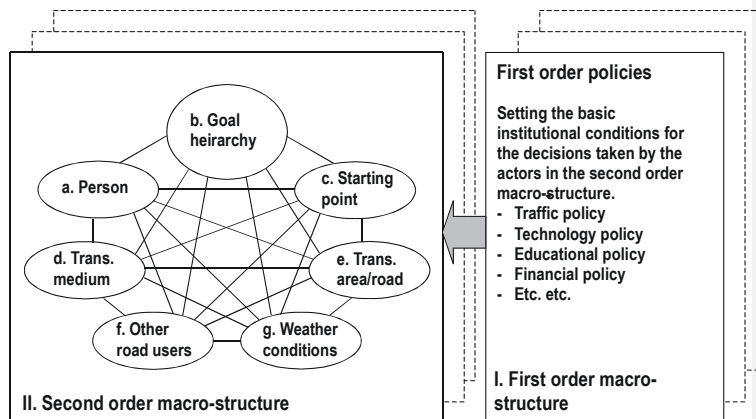 b. Goal
heirarchy
a. Person
c. Starting
point
d. Trans.
medium
e. Trans.
area/road
f. Other
road users
g. Weather
conditions
II. Second order macro-structure
First order policies
Setting the basic
institutional conditions for
the decisions taken by the
actors in the second order
macro-structure.
- Traffic policy
- Technology policy
- Educational policy
- Financial policy
- Etc. etc.
I. First order macro-
structure